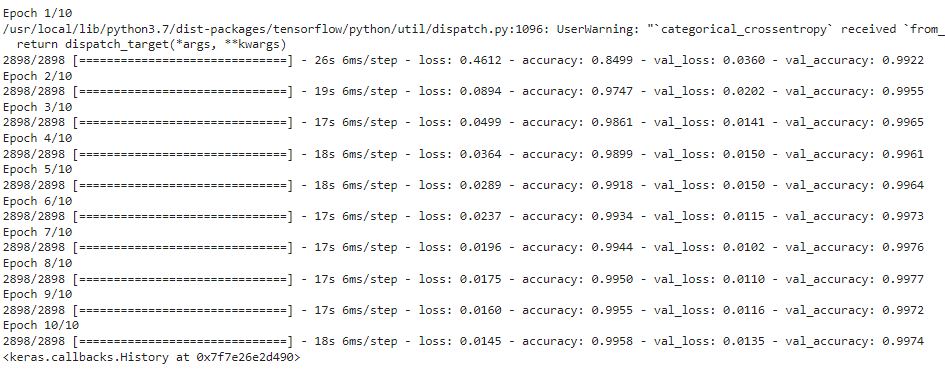 Epoch 1/10
/usr/local/lib/python3.7/dist-packages/tensorflow/python/util/dispatch.py:1096: UserWarning: "`categorical_crossentropy` received `from_
  return dispatch_target(*args, **kwargs)
2898/2898 [==============================] - 26s 6ms/step - loss: 0.4612 - accuracy: 0.8499 - val_loss: 0.0360 - val_accuracy: 0.9922
Epoch 2/10
2898/2898 [==============================] - 19s 6ms/step - loss: 0.0894 - accuracy: 0.9747 - val_loss: 0.0202 - val_accuracy: 0.9955
Epoch 3/10
2898/2898 [==============================] - 17s 6ms/step - loss: 0.0499 - accuracy: 0.9861 - val_loss: 0.0141 - val_accuracy: 0.9965
Epoch 4/10
2898/2898 [==============================] - 18s 6ms/step - loss: 0.0364 - accuracy: 0.9899 - val_loss: 0.0150 - val_accuracy: 0.9961
Epoch 5/10
2898/2898 [==============================] - 18s 6ms/step - loss: 0.0289 - accuracy: 0.9918 - val_loss: 0.0150 - val_accuracy: 0.9964
Epoch 6/10
2898/2898 [==============================] - 17s 6ms/step - loss: 0.0237 - accuracy: 0.9934 - val_loss: 0.0115 - val_accuracy: 0.9973
Epoch 7/10
2898/2898 [==============================] - 17s 6ms/step - loss: 0.0196 - accuracy: 0.9944 - val_loss: 0.0102 - val_accuracy: 0.9976
Epoch 8/10
2898/2898 [==============================] - 17s 6ms/step - loss: 0.0175 - accuracy: 0.9950 - val_loss: 0.0110 - val_accuracy: 0.9977
Epoch 9/10
2898/2898 [==============================] - 17s 6ms/step - loss: 0.0160 - accuracy: 0.9955 - val_loss: 0.0116 - val_accuracy: 0.9972
Epoch 10/10
2898/2898 [==============================] - 18s 6ms/step - loss: 0.0145 - accuracy: 0.9958 - val_loss: 0.0135 - val_accuracy: 0.9974
<keras.callbacks.History at 0x7f7e26e2d490>